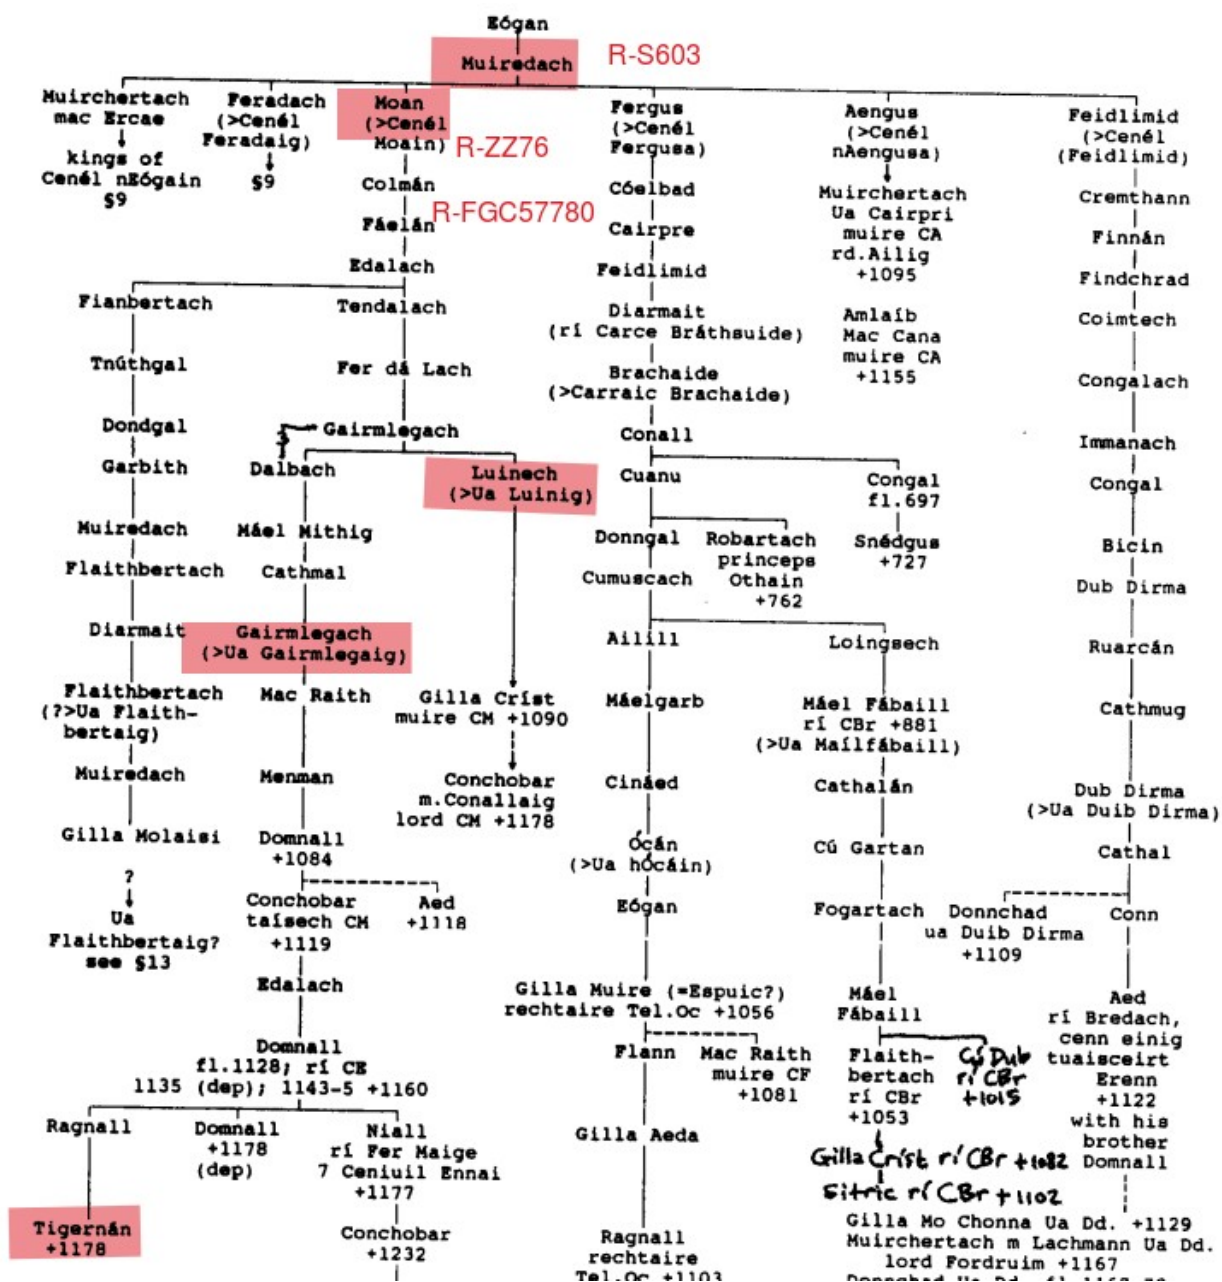 Eógan
Muiredach
R-S603
Muirchertach
mac Ercae
kings of
Cenél nEógain
§9
Feradach
(>Cenél
Feradaig)
§9
Moan
(>Cenél
Moain)
R-ZZ76
Colmán
R-FGC57780
Fáelán
Edalach
Fianbertach
Tnúthgal
Dondgal
Garbith
Muiredach
Flaithbertach
Diarmait
Flaithbertach
(?>Ua Flaith-
bertaig)
Muiredach
Gilla Molaisi
?
Ua
Flaithbertaig?
see §13
Tendalach
Fer dá Lach
Gairmlegach
Dalbach
Máel Mithig
Cathmal
Gairmlegach
(>Ua Gairmlegaig)
Mac Raith
Menman
Domnall
+1084
Conchobar
taísech CM
+1119
Aed
+1118
Edalach
Domnall
fl.1128; rí CE
1135 (dep); 1143-5 +1160
Ragnall
Tigernán
+1178
Domnall
+1178
(dep)
Niall
rí Fer Maige
7 Ceniuil Ennai
+1177
Conchobar
+1232
Luinech
(>Ua Luinig)
Gilla Críst
muire CM +1090
Conchobar
m.Conallaig
lord CM +1178
Fergus
(>Cenél
Fergusa)
Cóelbad
Cairpre
Feidlimid
Diarmait
(rí Carce Bráthsuide)
Brachaide
(>Carraic Brachaide)
Conall
Cuanu
Congal
fl.697
Snédgus
+727
Donngal
Robartach
princeps
Othain
+762
Cumuscach
Ailill
Máelgarb
Cináed
Ócán
(>Ua hÓcáin)
Eógan
Gilla Muire (=Espuic?)
rechtaire Tel.Oc +1056
Flann
Mac Raith
muire CF
+1081
Gilla Aeda
Ragnall
rechtaire
Tel.Oc +1103
Loingsech
Máel Fábaill
rí CBr +881
(>Ua Maílfábaill)
Cathalán
Cú Gartan
Fogartach
Máel
Fábaill
Flaith-
bertach
rí CBr
+1053
Cú Dub
rí CBr
+1015
Gilla Críst rí CBr +1082
Sitric rí CBr +1102
Aengus
(>Cenél
nAengusa)
Muirchertach
Ua Cairpri
muire CA
rd.Ailig
+1095
Amlaíb
Mac Cana
muire CA
+1155
Feidlimid
(>Cenél
(Feidlimid)
Cremthann
Finnán
Findchrad
Coimtech
Congalach
Immanach
Congal
Bicin
Dub Dirma
Ruarcán
Cathmug
Dub Dirma
(>Ua Duib Dirma)
Cathal
Donnchad
ua Duib Dirma
+1109
Conn
Aed
rí Bredach,
cenn einig
tuaisceirt
Erenn
+1122
with his
brother
Domnall
Gilla Mo Chonna Ua Dd. +1129
Muirchertach m Lachmann Ua Dd.
lord Fordruim +1167